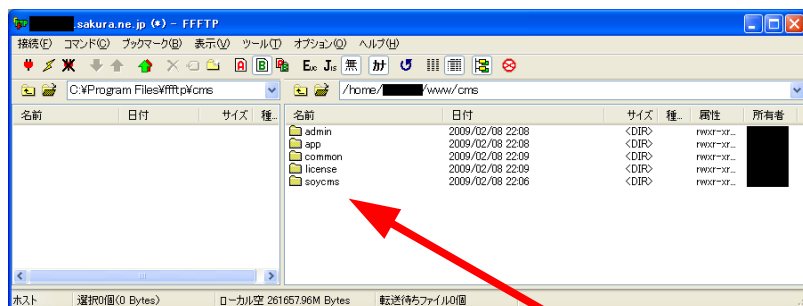 .sakura.ne.jp (*) - FFFTP
接続(F) コマンド(C) ブックマーク(B) 表示(V) ツール(T) オプション(O) ヘルプ(H)
A B Euc Jis 無 カナ
C:¥Program Files¥ffftp¥cms /home/ /www/cms
名前 日付 サイズ 種... 名前 日付 サイズ 種... 属性 所有者
admin 2009/02/08 22:08 <DIR> rwxr-xr...
app 2009/02/08 22:08 <DIR> rwxr-xr...
common 2009/02/08 22:09 <DIR> rwxr-xr...
license 2009/02/08 22:09 <DIR> rwxr-xr...
soycms 2009/02/08 22:06 <DIR> rwxr-xr...
ホスト 選択0個(0 Bytes) ローカル空 261657.96M Bytes 転送待ちファイル0個